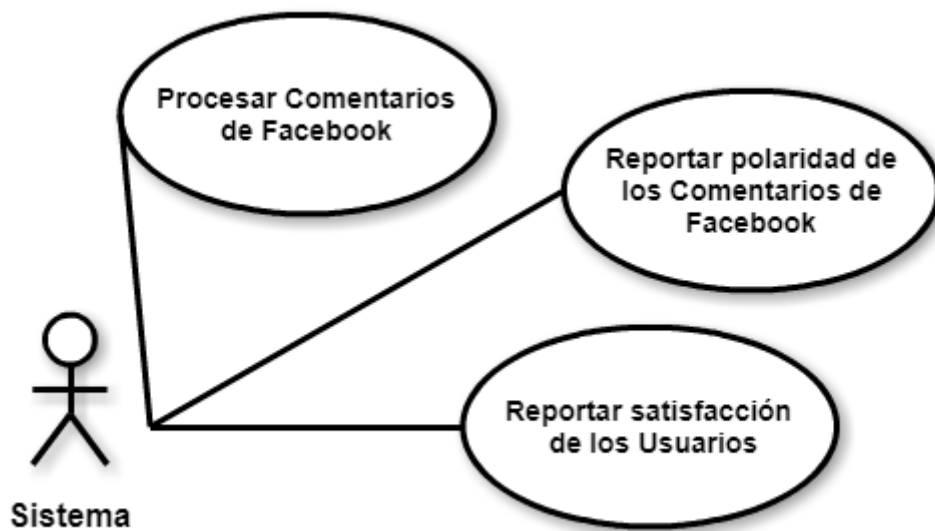 Procesar Comentarios
de Facebook
Reportar polaridad de
los Comentarios de
Facebook
Reportar satisfacción
de los Usuarios
Sistema